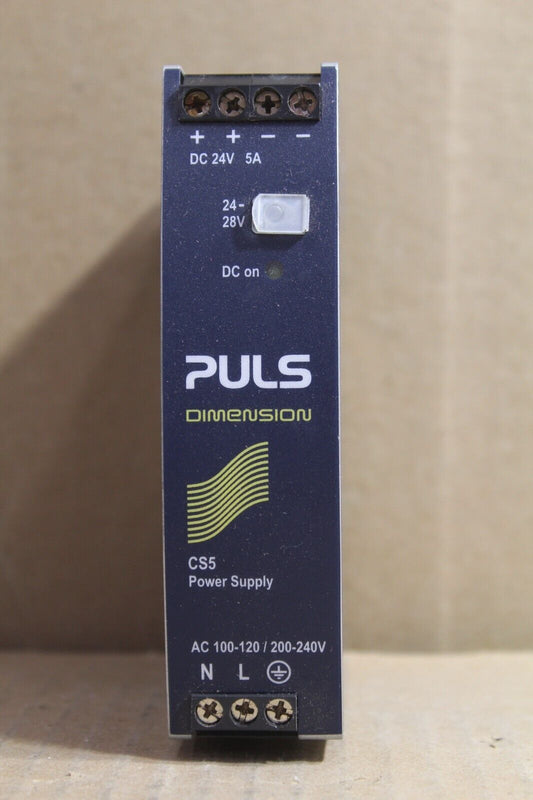 + + − −
DC 24V 5A
24-
28V
DC on
PULS
DIMENSION
CS5
Power Supply
AC 100-120 / 200-240V
N L